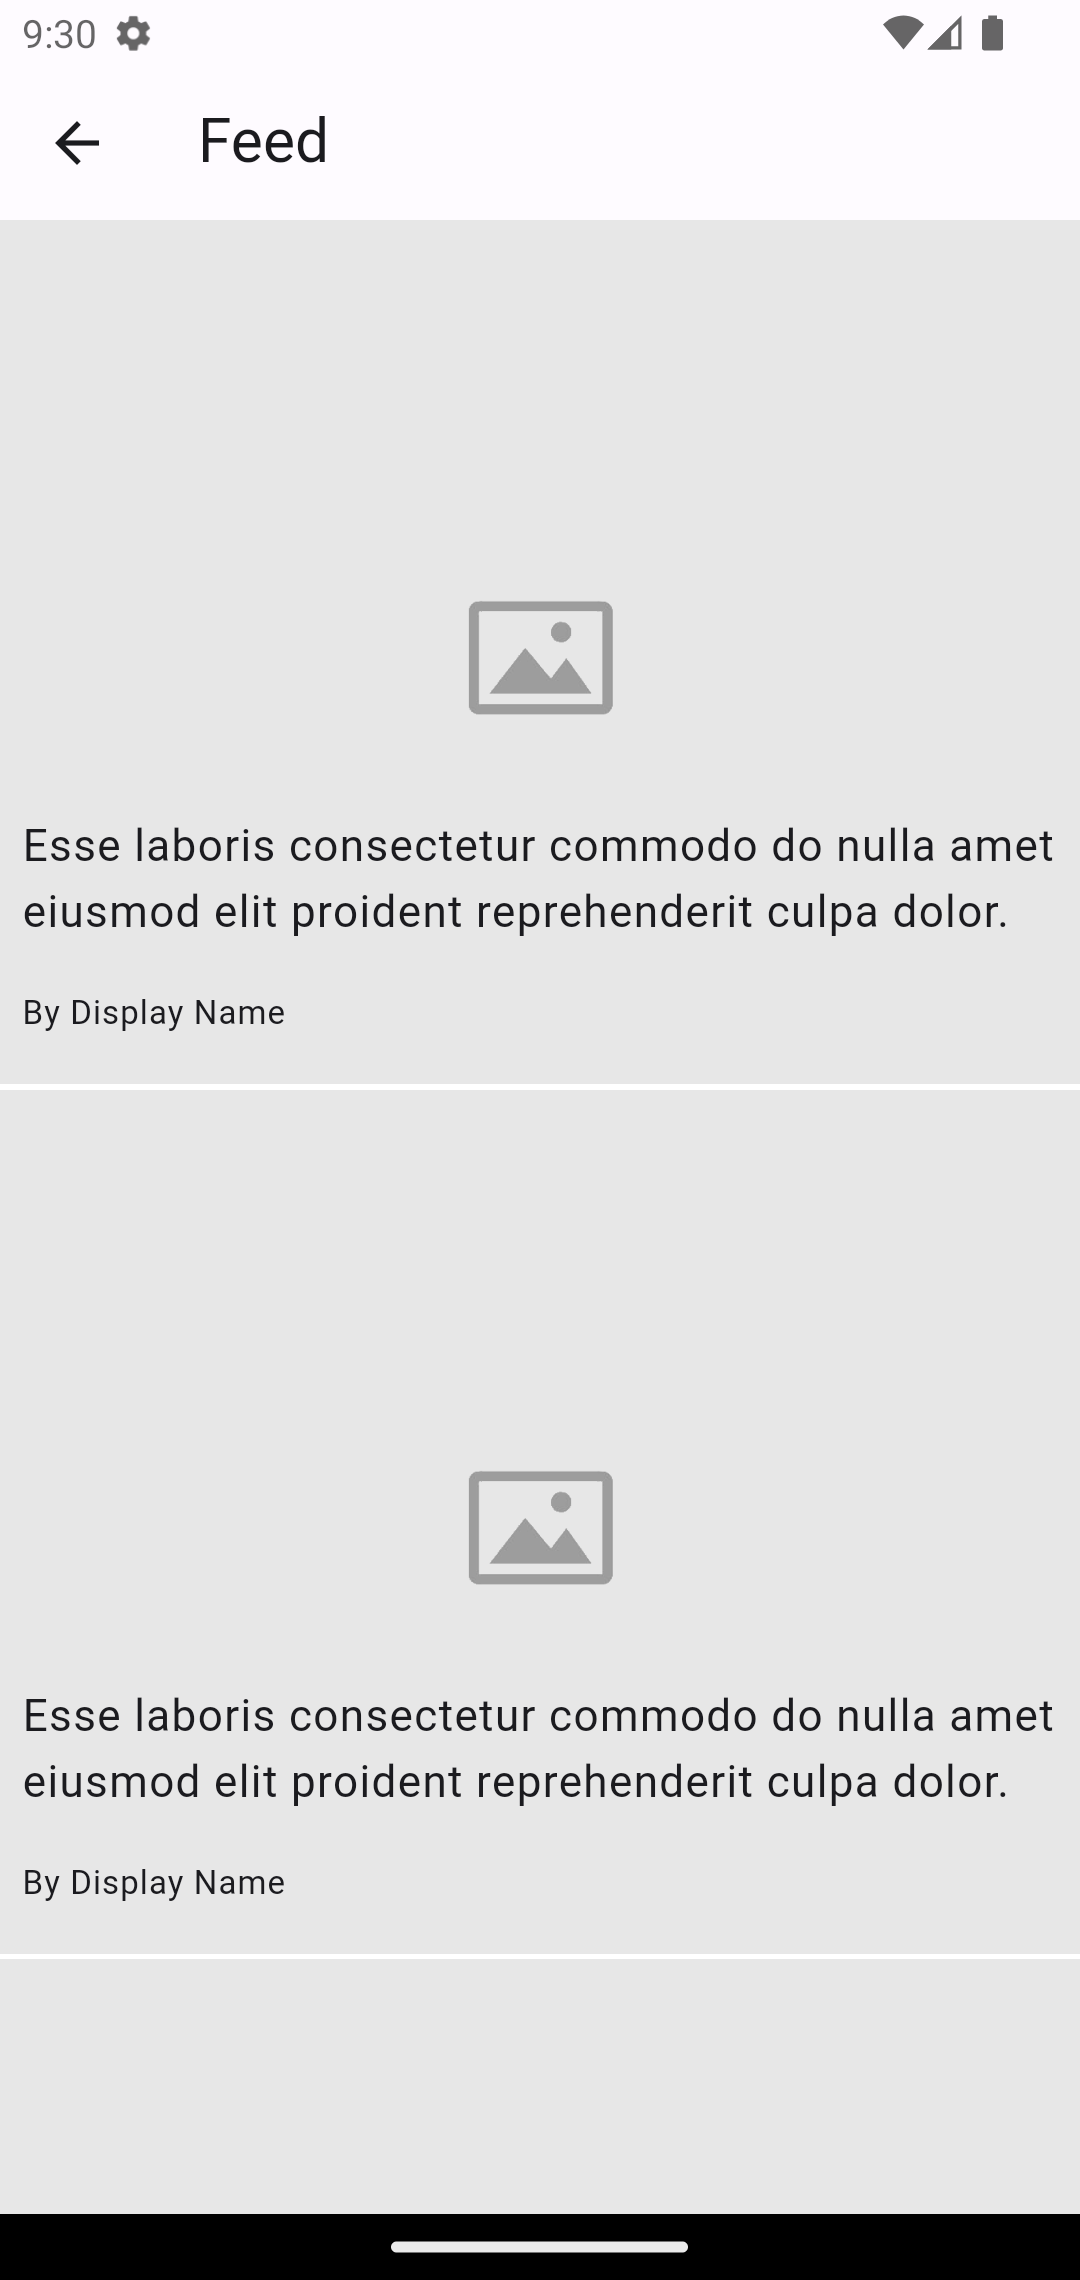 9:30
Feed
Esse laboris consectetur commodo do nulla amet
eiusmod elit proident reprehenderit culpa dolor.
By Display Name
Esse laboris consectetur commodo do nulla amet
eiusmod elit proident reprehenderit culpa dolor.
By Display Name